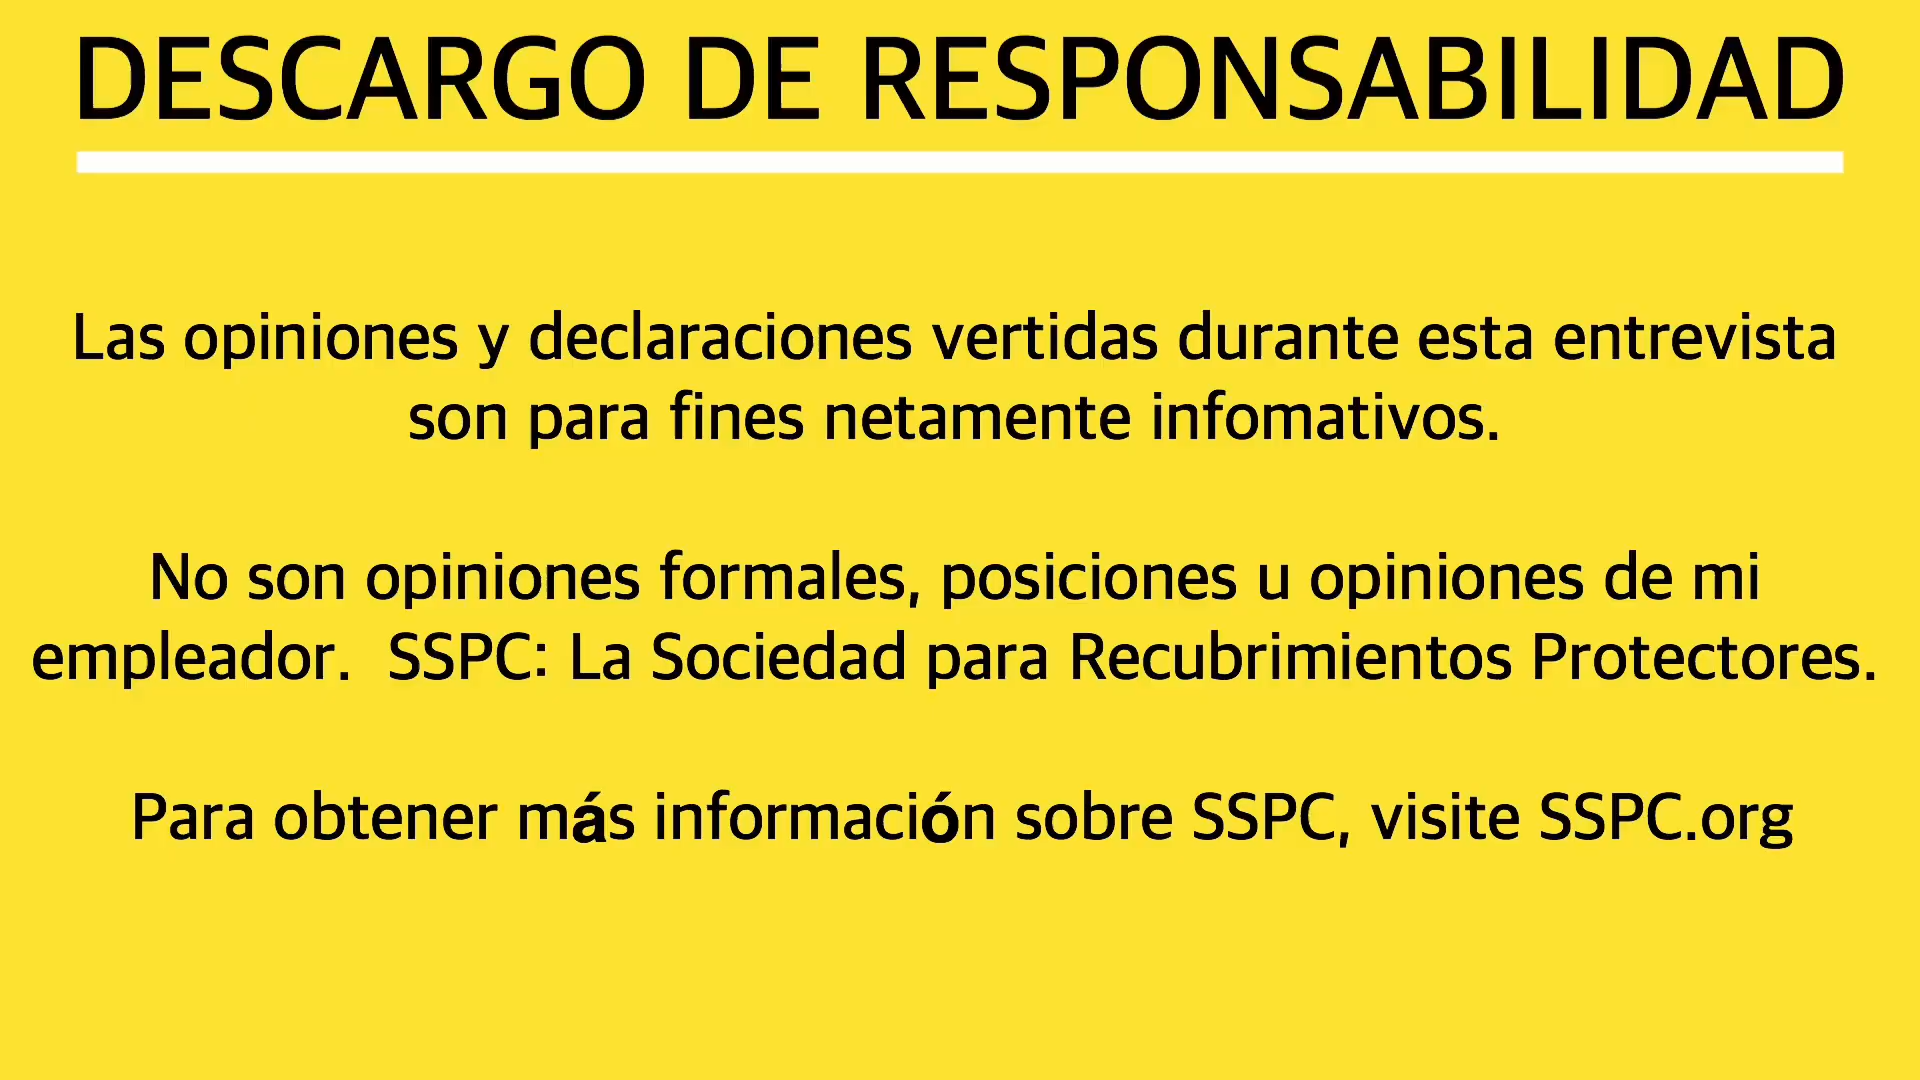 DESCARGO DE RESPONSABILIDAD
Las opiniones y declaraciones vertidas durante esta entrevista
son para fines netamente infomativos.
No son opiniones formales, posiciones u opiniones de mi
empleador.  SSPC: La Sociedad para Recubrimientos Protectores.
Para obtener más información sobre SSPC, visite SSPC.org